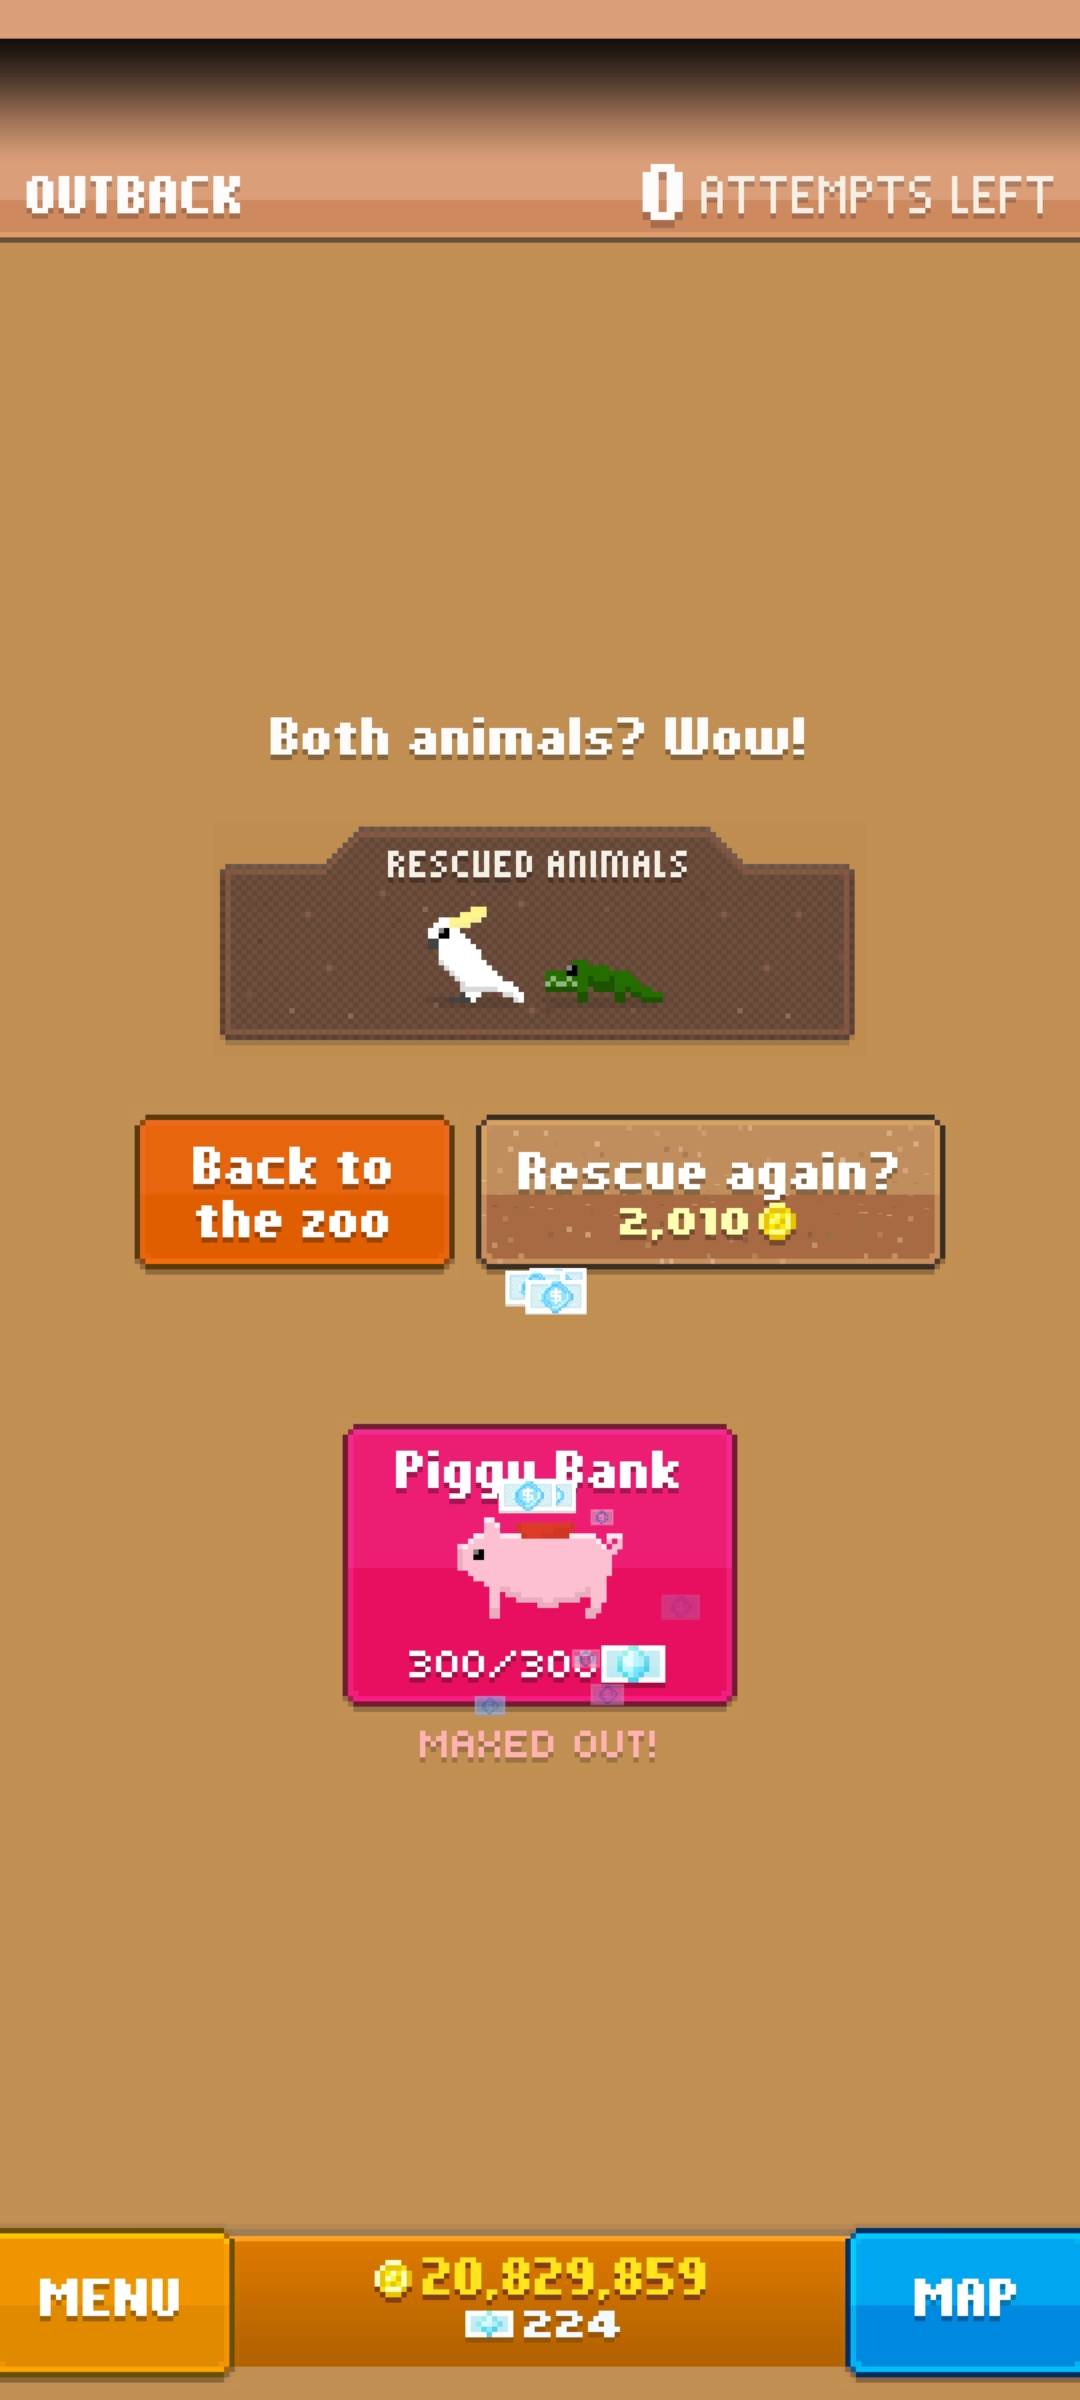 OUTBACK
0 ATTEMPTS LEFT
Both animals? Wow!
RESCUED ANIMALS
Back to
the zoo
Rescue again?
2,010
Piggy Bank
300/300
MAXED OUT!
MENU
20,829,859
224
MAP